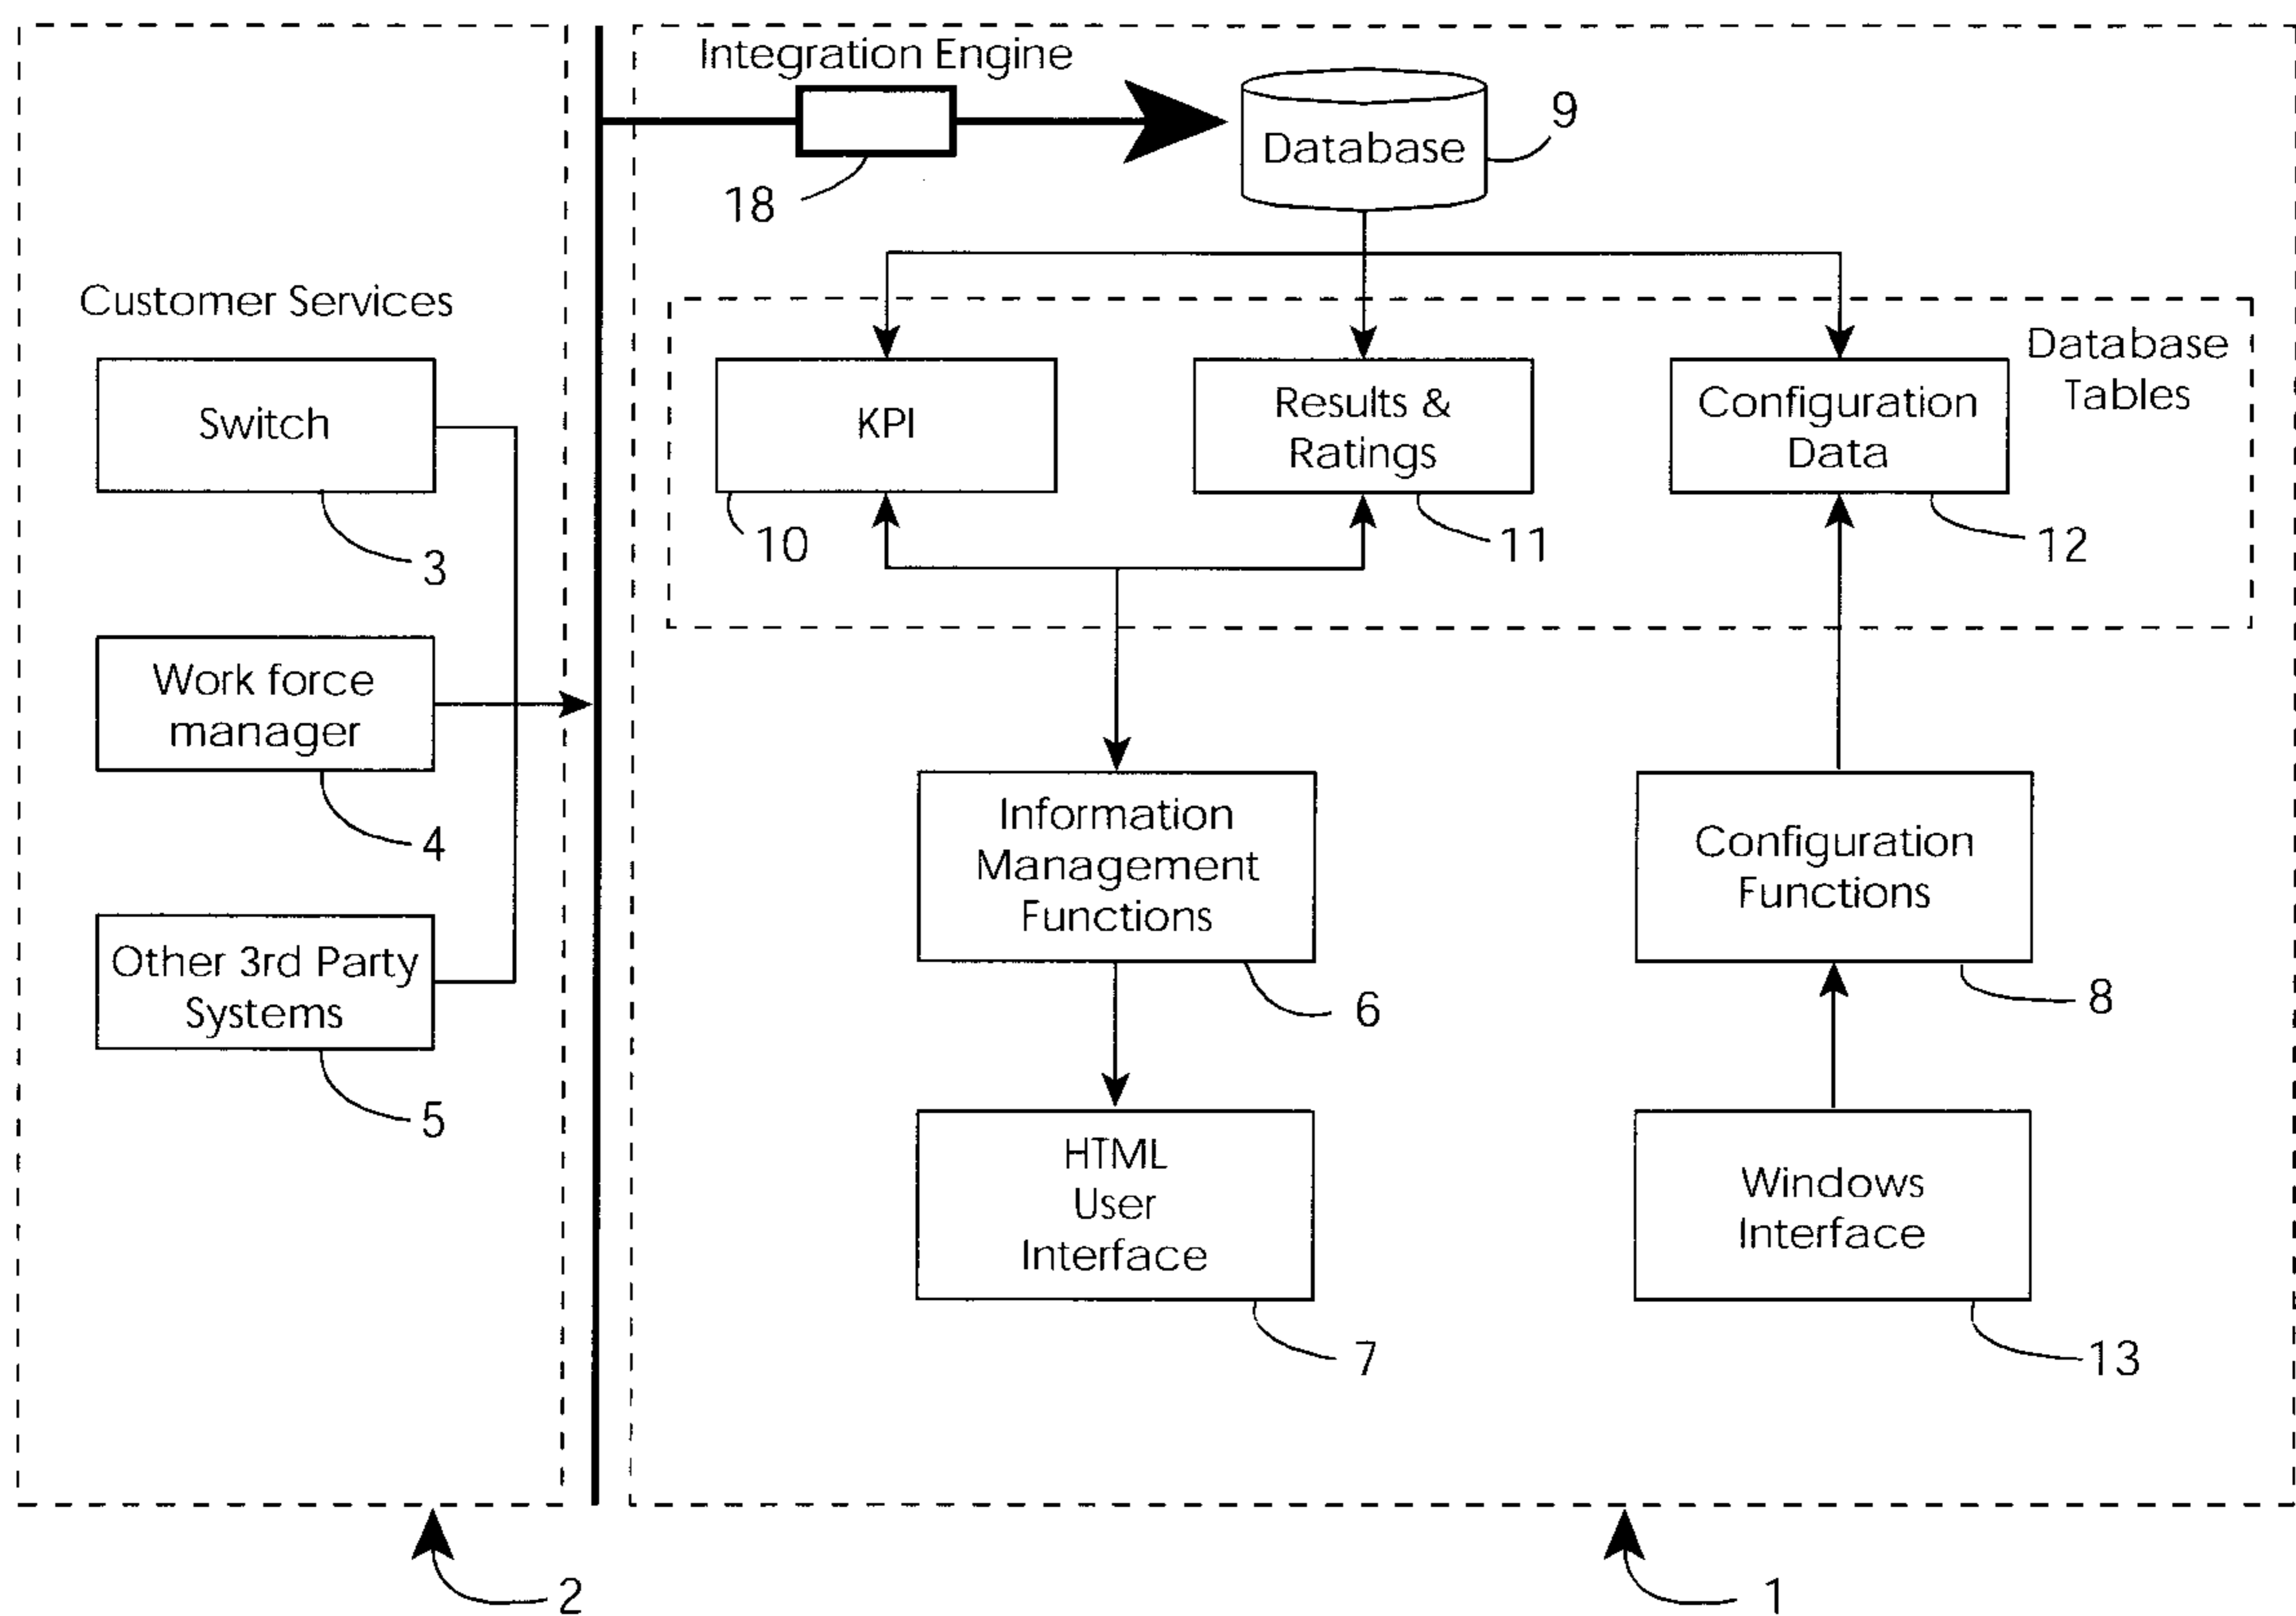 Integration Engine
18
Database
9
Customer Services
Switch
3
Work force
manager
4
Other 3rd Party
Systems
5
Database
Tables
KPI
10
Results &
Ratings
11
Configuration
Data
12
Information
Management
Functions
6
Configuration
Functions
8
HTML
User
Interface
7
Windows
Interface
13
2
1